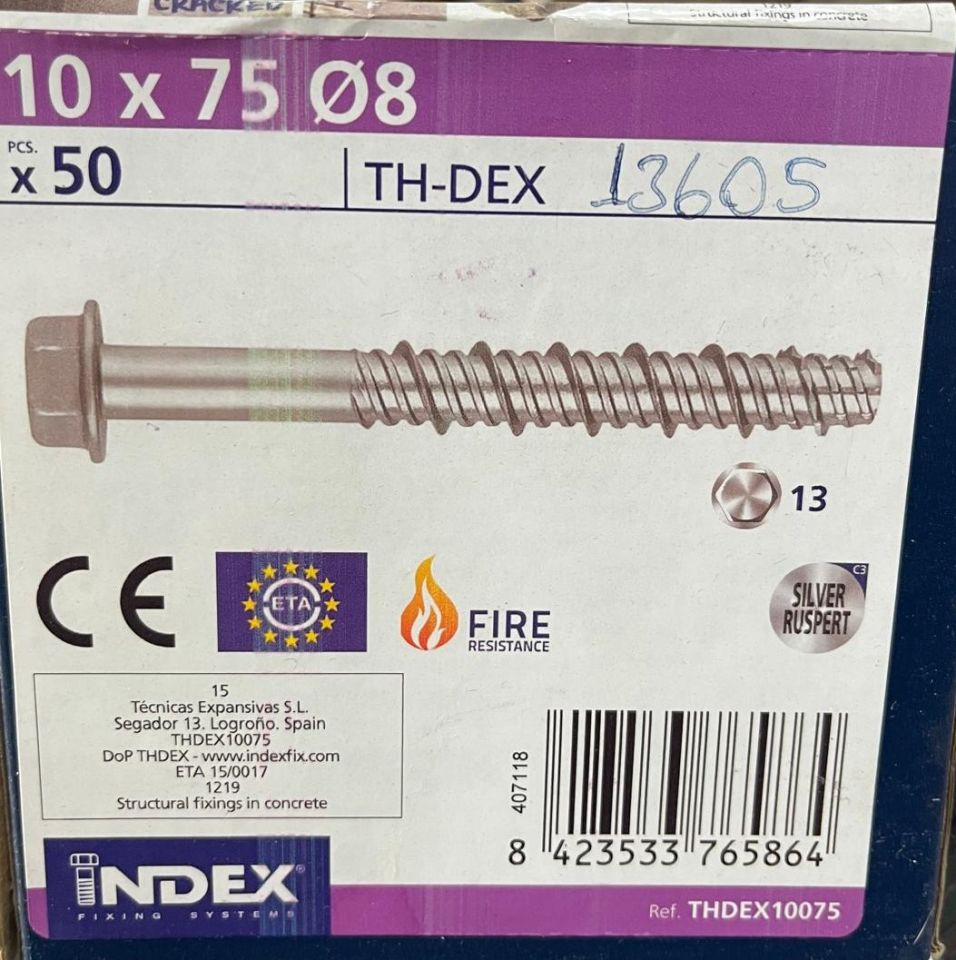 CRACKED
1219
Structural fixings in concrete
10 x 75 Ø8
PCS.
x 50
TH-DEX 13605
13
C3
SILVER
RUSPERT
CE
ETA
FIRE
RESISTANCE
15
Técnicas Expansivas S.L.
Segador 13. Logroño. Spain
THDEX10075
DoP THDEX - www.indexfix.com
ETA 15/0017
1219
Structural fixings in concrete
407118
8 423533 765864
INDEX®
FIXING SYSTEMS
Ref. THDEX10075